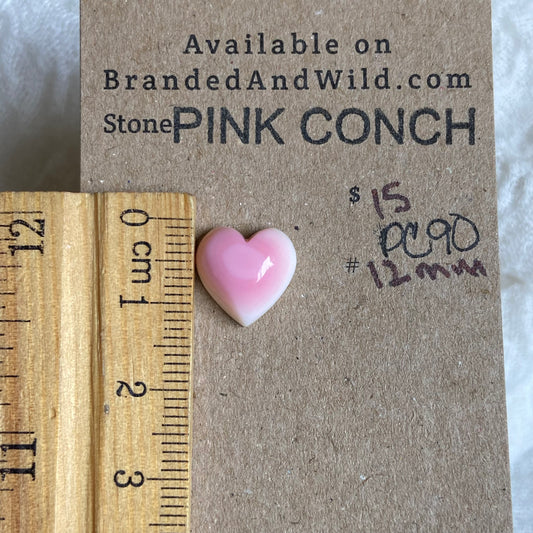 Available on
BrandedAndWild.com
Stone PINK CONCH
$ 15
PC90
# 12mm
12
11
0 cm
1
2
3